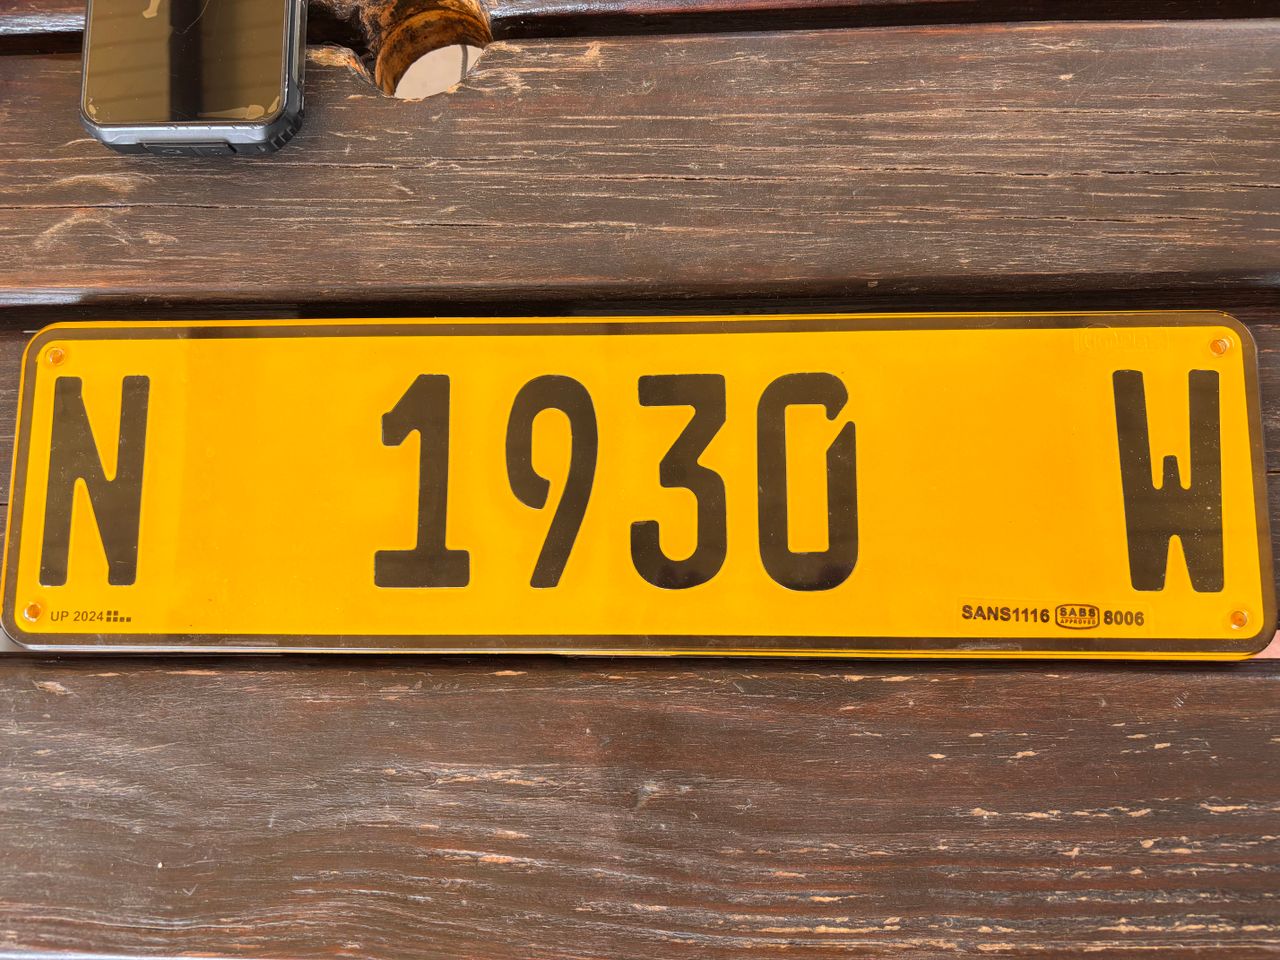 N 1930 W
UP 2024
SANS1116 SABS APPROVED 8006